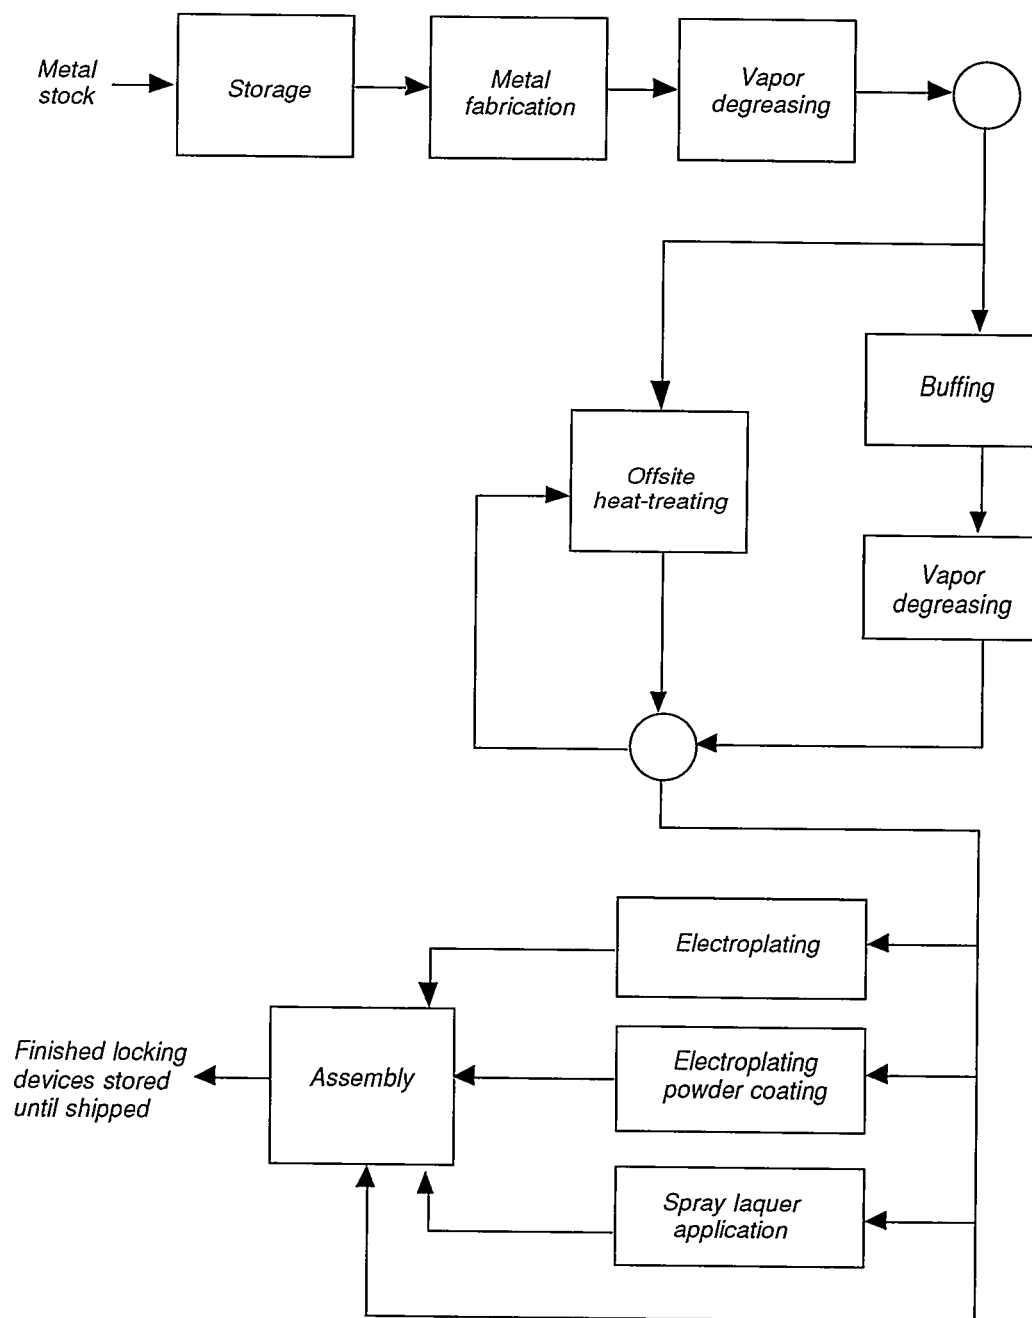 Metal
stock
Storage
Metal
fabrication
Vapor
degreasing
Buffing
Offsite
heat-treating
Vapor
degreasing
Electroplating
Finished locking
devices stored
until shipped
Assembly
Electroplating
powder coating
Spray laquer
application